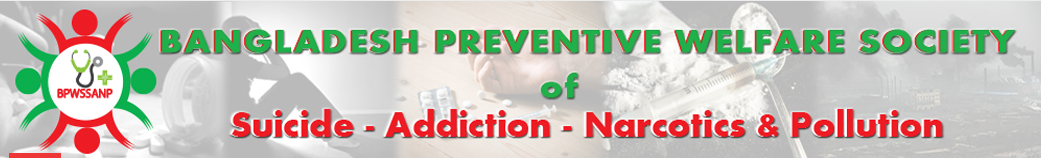 BANGLADESH PREVENTIVE WELFARE SOCIETY
of
Suicide - Addiction - Narcotics & Pollution
BPWSSANP